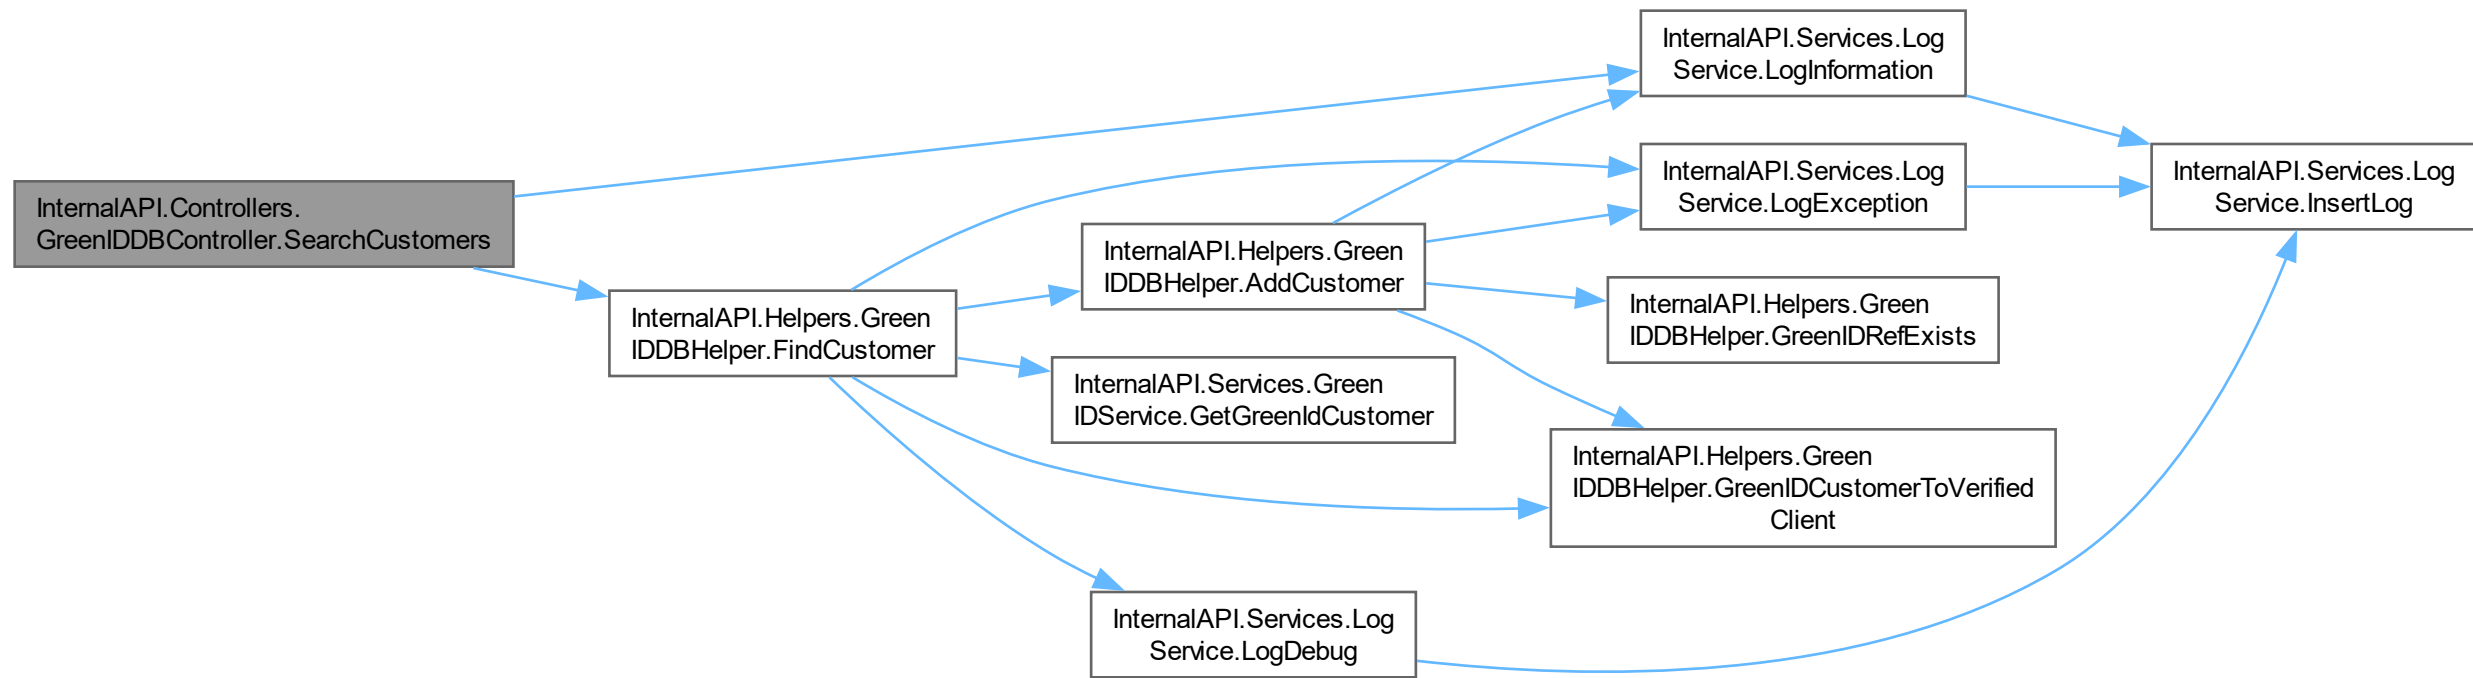 InternalAPI.Controllers.
GreenIDDBController.SearchCustomers
InternalAPI.Helpers.Green
IDDBHelper.FindCustomer
InternalAPI.Helpers.Green
IDDBHelper.AddCustomer
InternalAPI.Services.Green
IDService.GetGreenIdCustomer
InternalAPI.Services.Log
Service.LogDebug
InternalAPI.Services.Log
Service.LogInformation
InternalAPI.Services.Log
Service.LogException
InternalAPI.Helpers.Green
IDDBHelper.GreenIDRefExists
InternalAPI.Helpers.Green
IDDBHelper.GreenIDCustomerToVerified
Client
InternalAPI.Services.Log
Service.InsertLog